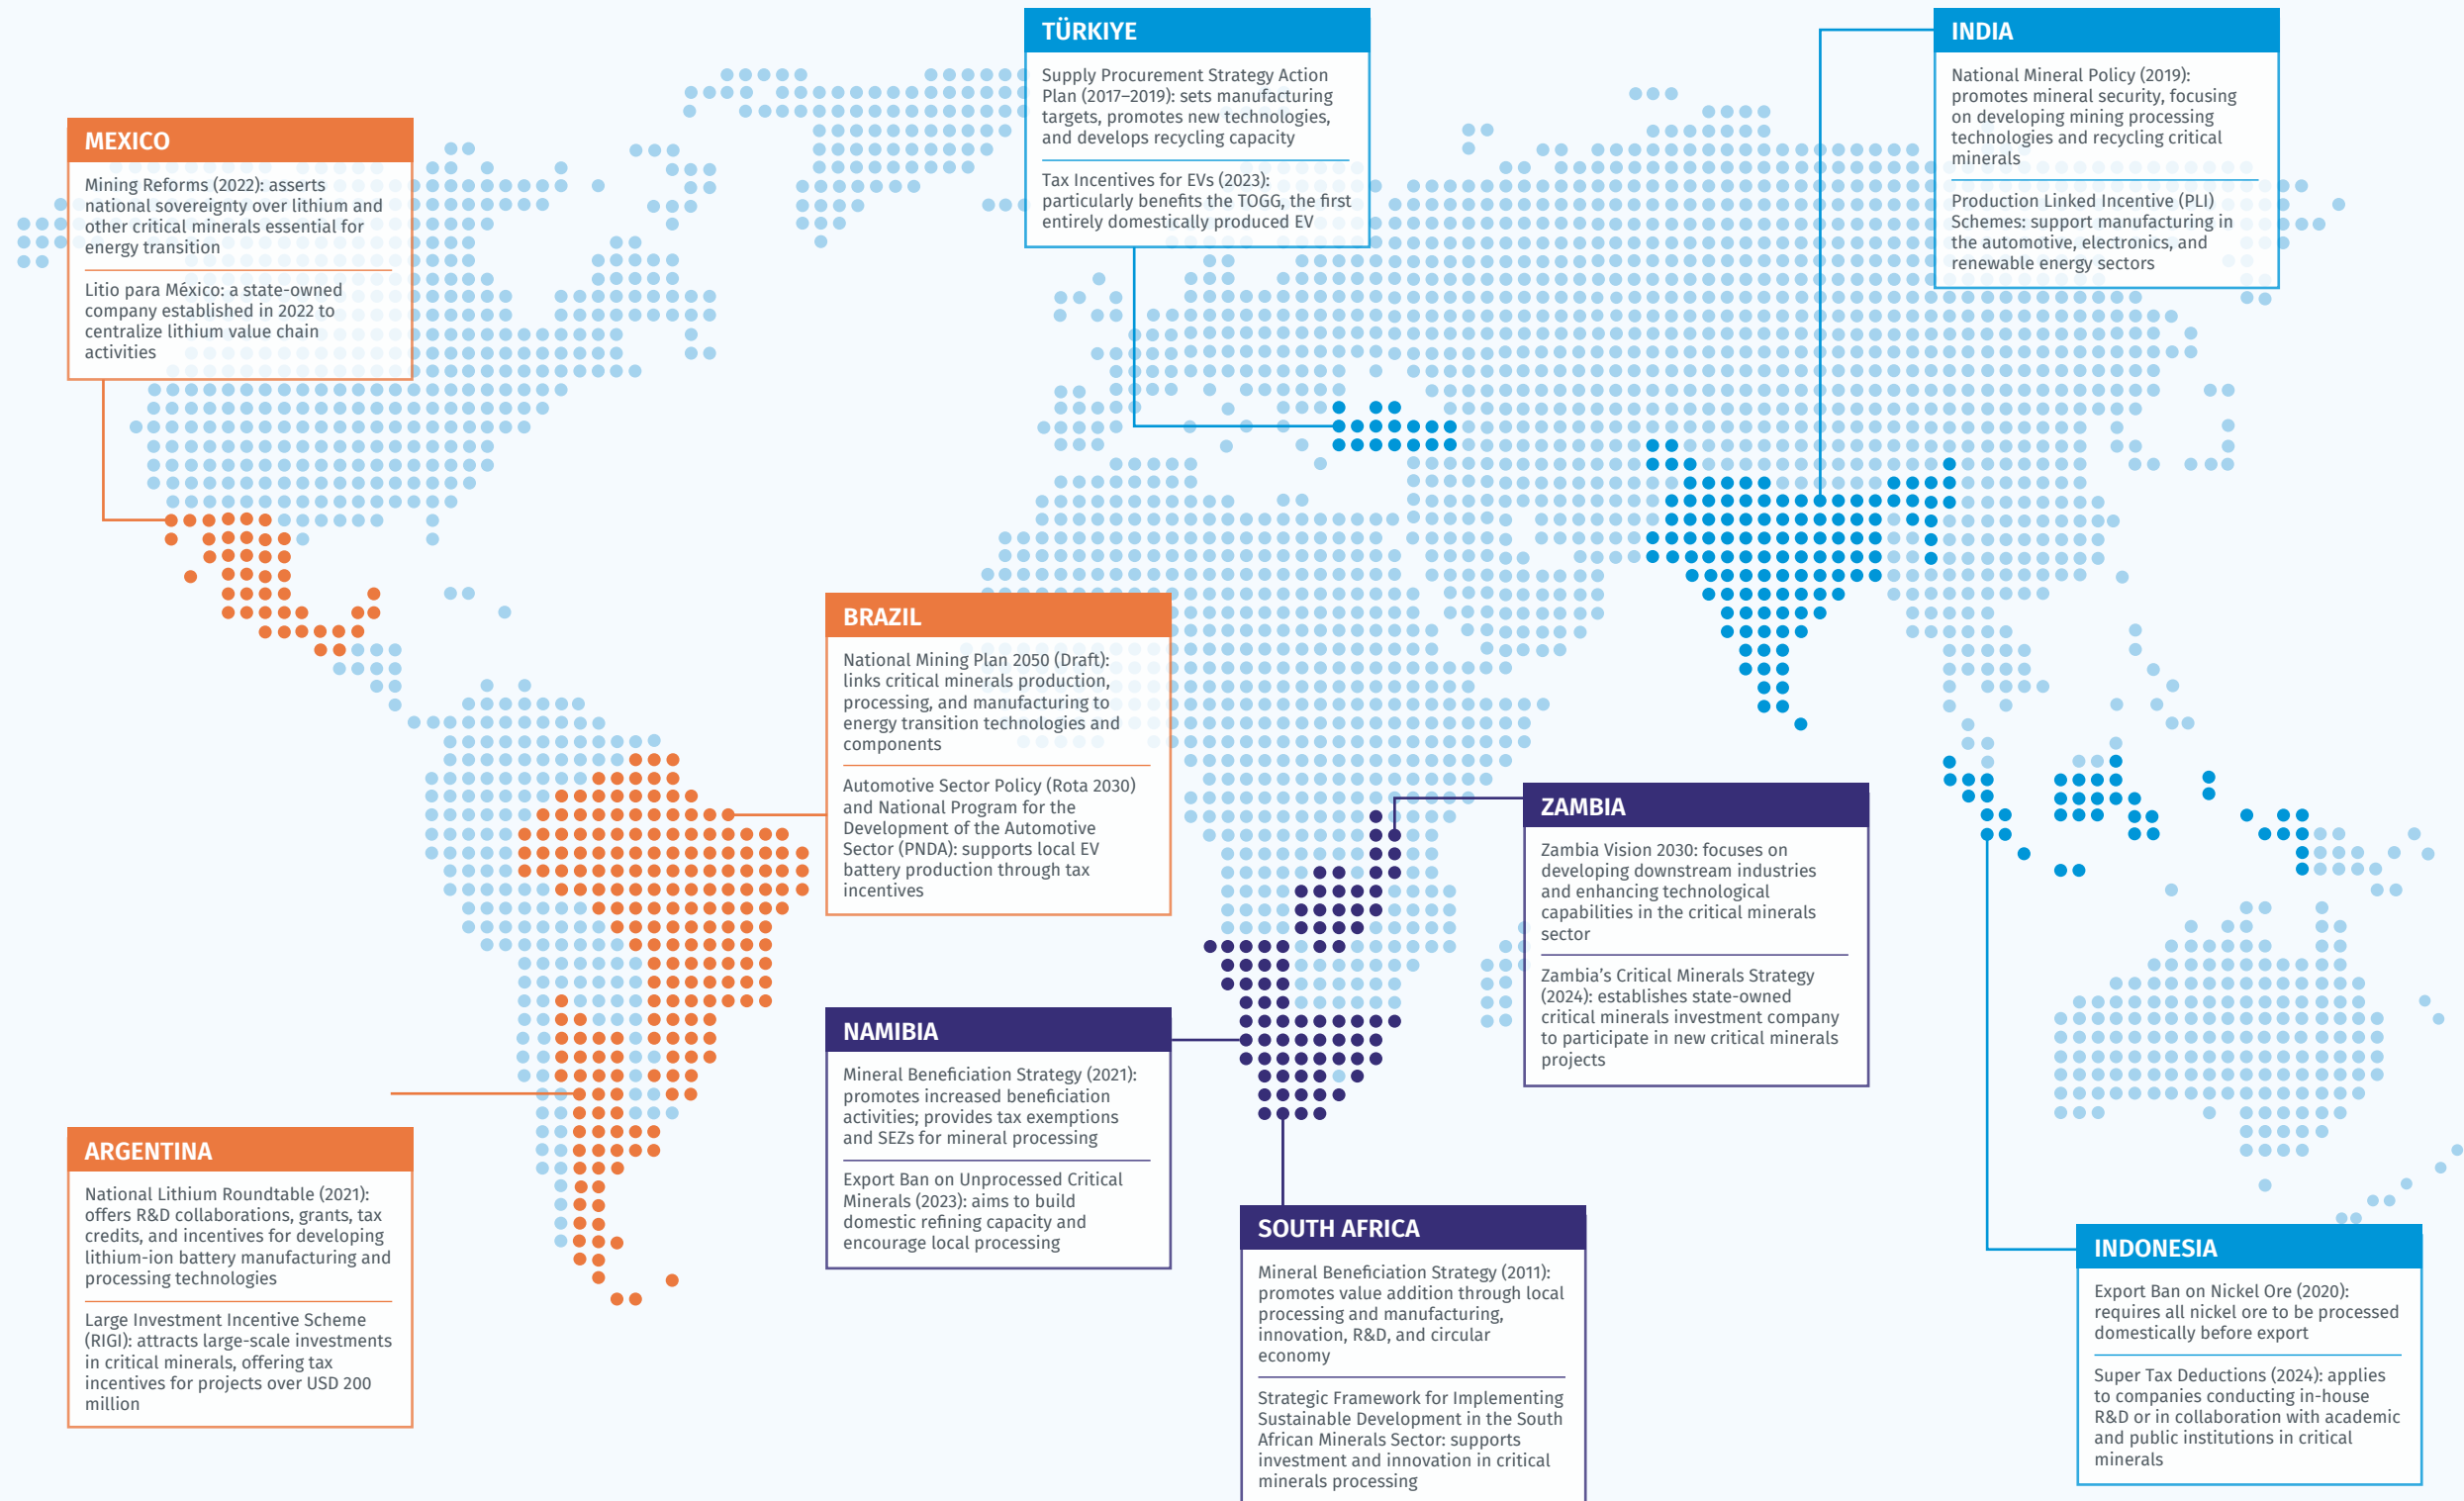 TÜRKIYE
Supply Procurement Strategy Action
Plan (2017–2019): sets manufacturing
targets, promotes new technologies,
and develops recycling capacity
Tax Incentives for EVs (2023):
particularly benefits the TOGG, the first
entirely domestically produced EV
INDIA
National Mineral Policy (2019):
promotes mineral security, focusing
on developing mining processing
technologies and recycling critical
minerals
Production Linked Incentive (PLI)
Schemes: support manufacturing in
the automotive, electronics, and
renewable energy sectors
MEXICO
Mining Reforms (2022): asserts
national sovereignty over lithium and
other critical minerals essential for
energy transition
Litio para México: a state-owned
company established in 2022 to
centralize lithium value chain
activities
BRAZIL
National Mining Plan 2050 (Draft):
links critical minerals production,
processing, and manufacturing to
energy transition technologies and
components
Automotive Sector Policy (Rota 2030)
and National Program for the
Development of the Automotive
Sector (PNDA): supports local EV
battery production through tax
incentives
ZAMBIA
Zambia Vision 2030: focuses on
developing downstream industries
and enhancing technological
capabilities in the critical minerals
sector
Zambia’s Critical Minerals Strategy
(2024): establishes state-owned
critical minerals investment company
to participate in new critical minerals
projects
NAMIBIA
Mineral Beneficiation Strategy (2021):
promotes increased beneficiation
activities; provides tax exemptions
and SEZs for mineral processing
Export Ban on Unprocessed Critical
Minerals (2023): aims to build
domestic refining capacity and
encourage local processing
ARGENTINA
National Lithium Roundtable (2021):
offers R&D collaborations, grants, tax
credits, and incentives for developing
lithium-ion battery manufacturing and
processing technologies
Large Investment Incentive Scheme
(RIGI): attracts large-scale investments
in critical minerals, offering tax
incentives for projects over USD 200
million
SOUTH AFRICA
Mineral Beneficiation Strategy (2011):
promotes value addition through local
processing and manufacturing,
innovation, R&D, and circular
economy
Strategic Framework for Implementing
Sustainable Development in the South
African Minerals Sector: supports
investment and innovation in critical
minerals processing
INDONESIA
Export Ban on Nickel Ore (2020):
requires all nickel ore to be processed
domestically before export
Super Tax Deductions (2024): applies
to companies conducting in-house
R&D or in collaboration with academic
and public institutions in critical
minerals